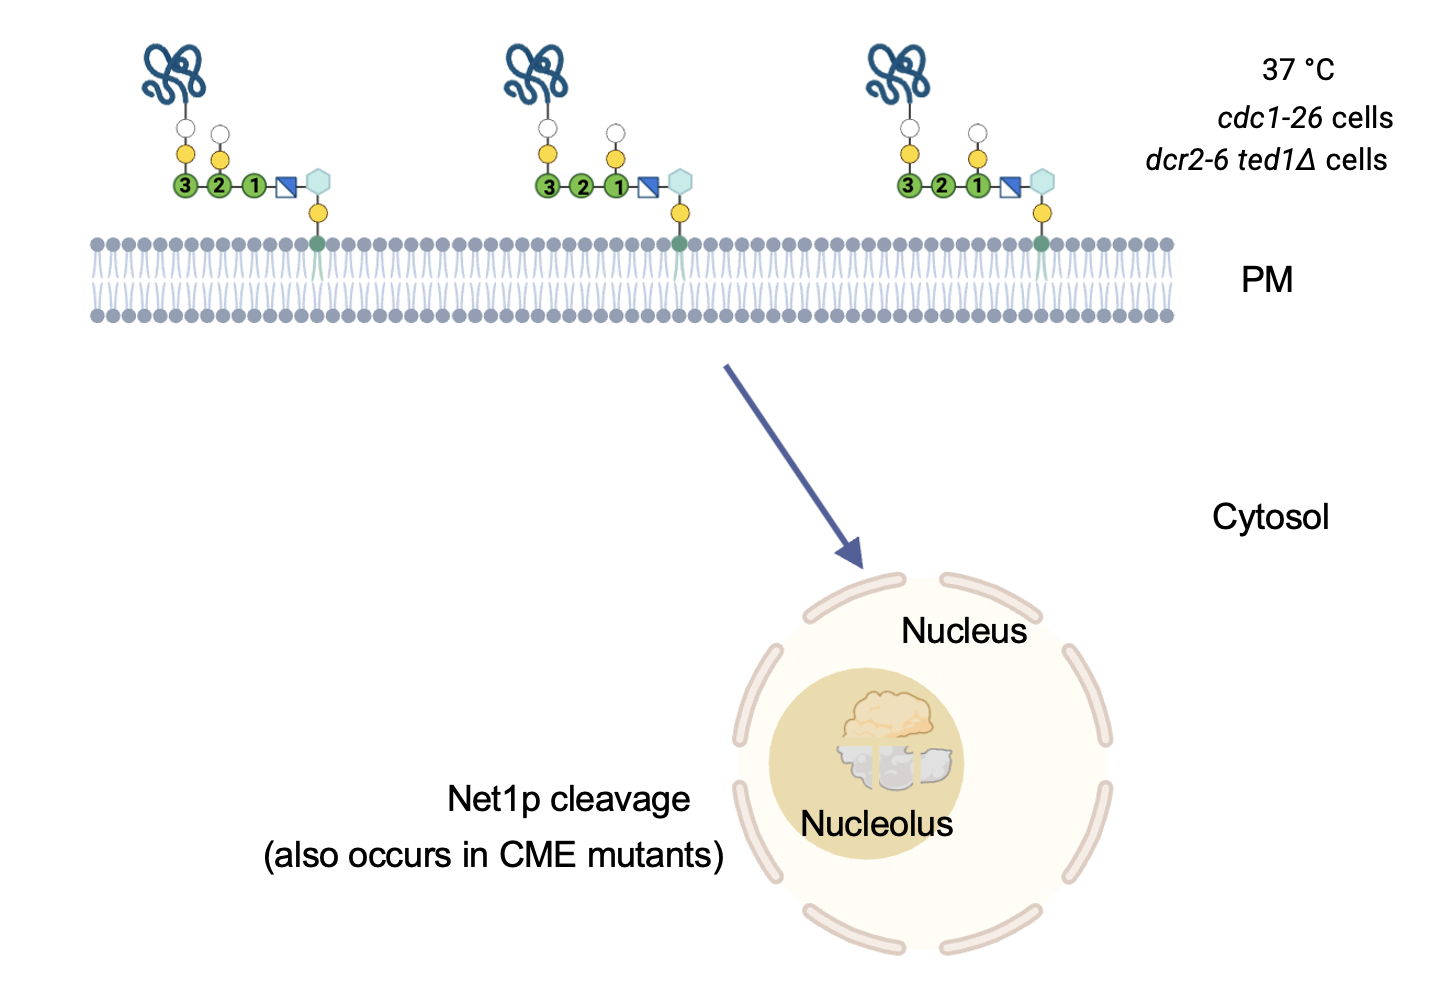 37 °C
cdc1-26 cells
dcr2-6 ted1Δ cells
3 2 1
3 2 1
3 2 1
PM
Cytosol
Nucleus
Net1p cleavage
Nucleolus
(also occurs in CME mutants)